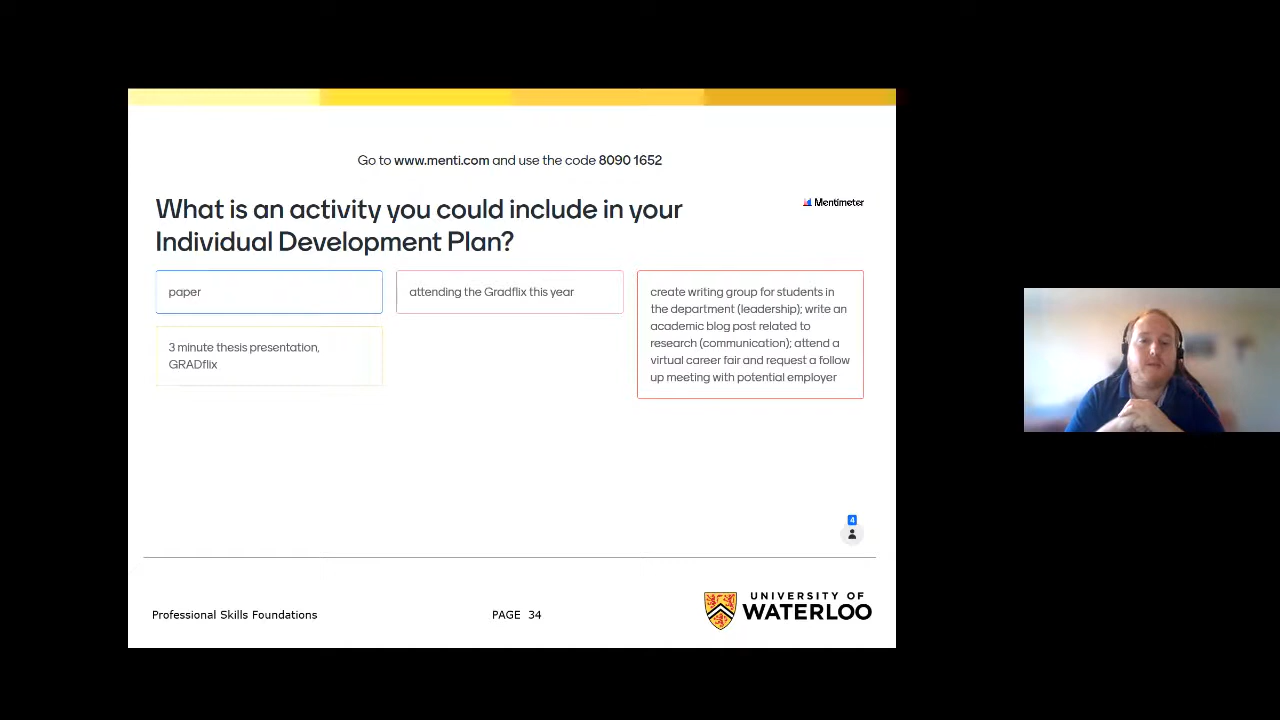 Go to www.menti.com and use the code 8090 1652
What is an activity you could include in your
Individual Development Plan?
Mentimeter
paper
attending the Gradflix this year
create writing group for students in
the department (leadership); write an
academic blog post related to
research (communication); attend a
virtual career fair and request a follow
up meeting with potential employer
3 minute thesis presentation,
GRADflix
4
Professional Skills Foundations
PAGE 34
UNIVERSITY OF
WATERLOO